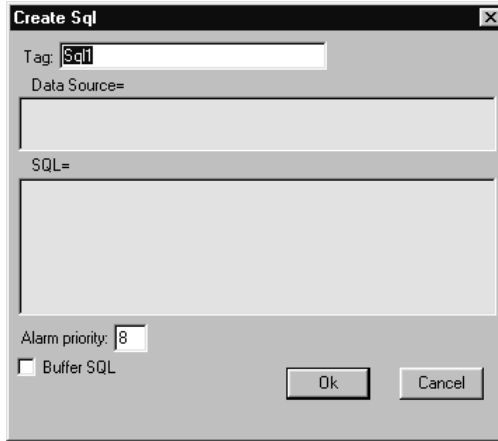 Create Sql
Tag: Sql1
Data Source=
SQL=
Alarm priority: 8
Buffer SQL
Ok Cancel